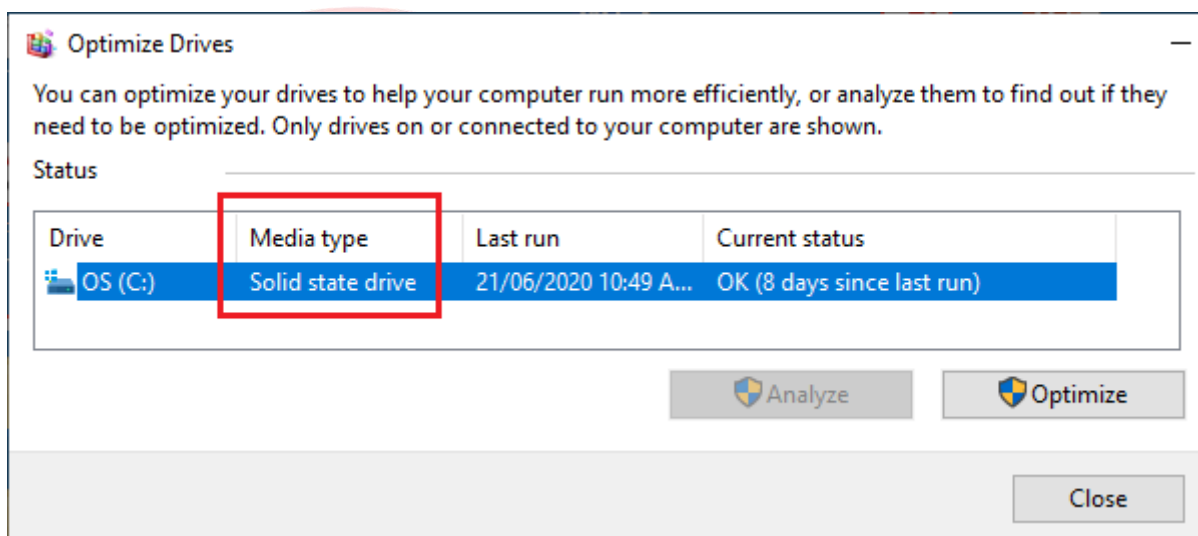 Optimize Drives
You can optimize your drives to help your computer run more efficiently, or analyze them to find out if they
need to be optimized. Only drives on or connected to your computer are shown.
Status
Drive Media type Last run Current status
OS (C:) Solid state drive 21/06/2020 10:49 A... OK (8 days since last run)
Analyze Optimize
Close